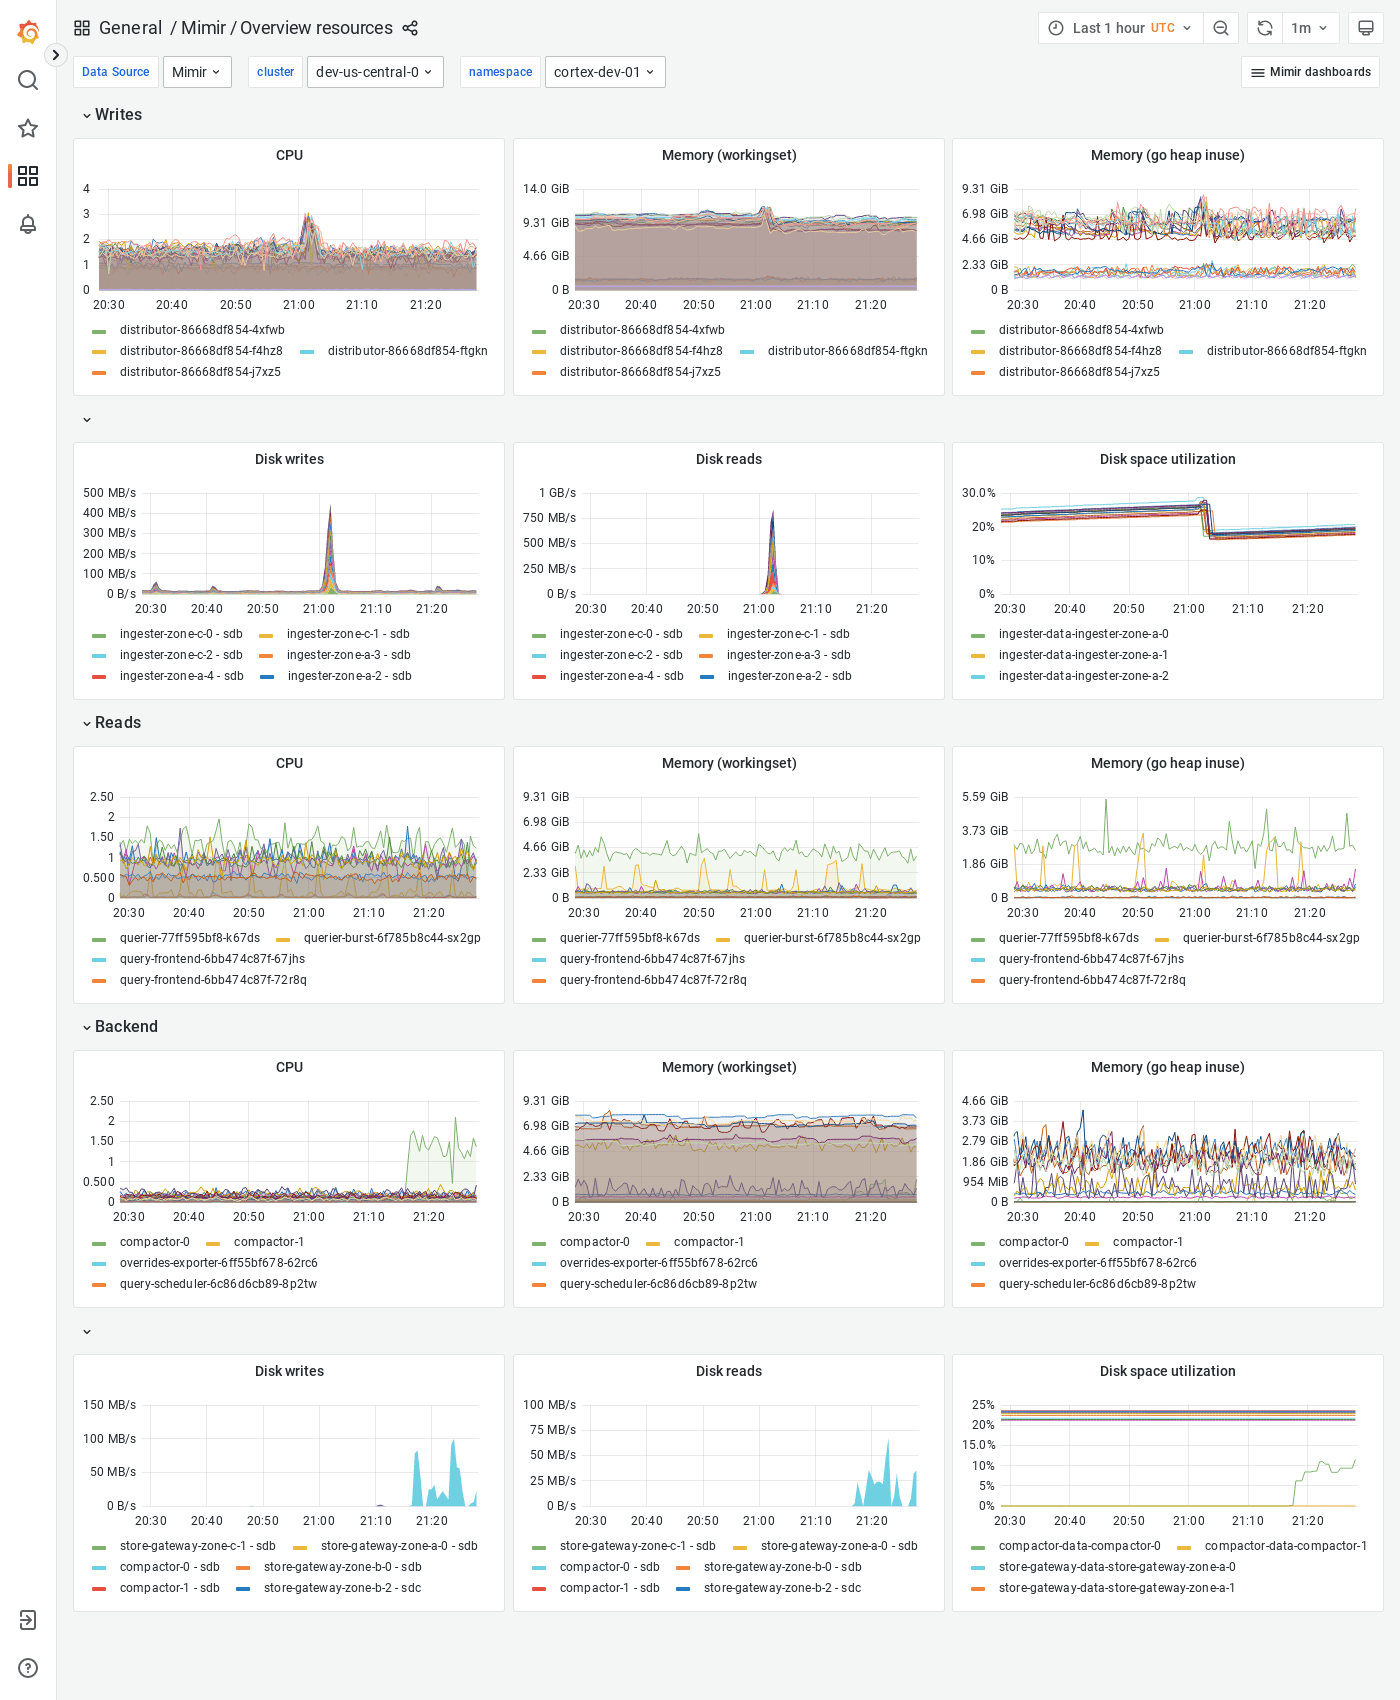 General / Mimir / Overview resources
Last 1 hour UTC
1m
Data Source Mimir
cluster dev-us-central-0
namespace cortex-dev-01
Mimir dashboards
Writes
CPU
4
3
2
1
0
20:30 20:40 20:50 21:00 21:10 21:20
distributor-86668df854-4xfwb
distributor-86668df854-f4hz8 distributor-86668df854-ftgkn
distributor-86668df854-j7xz5
Memory (workingset)
14.0 GiB
9.31 GiB
4.66 GiB
0 B
20:30 20:40 20:50 21:00 21:10 21:20
distributor-86668df854-4xfwb
distributor-86668df854-f4hz8 distributor-86668df854-ftgkn
distributor-86668df854-j7xz5
Memory (go heap inuse)
9.31 GiB
6.98 GiB
4.66 GiB
2.33 GiB
0 B
20:30 20:40 20:50 21:00 21:10 21:20
distributor-86668df854-4xfwb
distributor-86668df854-f4hz8 distributor-86668df854-ftgkn
distributor-86668df854-j7xz5
Disk writes
500 MB/s
400 MB/s
300 MB/s
200 MB/s
100 MB/s
0 B/s
20:30 20:40 20:50 21:00 21:10 21:20
ingester-zone-c-0 - sdb ingester-zone-c-1 - sdb
ingester-zone-c-2 - sdb ingester-zone-a-3 - sdb
ingester-zone-a-4 - sdb ingester-zone-a-2 - sdb
Disk reads
1 GB/s
750 MB/s
500 MB/s
250 MB/s
0 B/s
20:30 20:40 20:50 21:00 21:10 21:20
ingester-zone-c-0 - sdb ingester-zone-c-1 - sdb
ingester-zone-c-2 - sdb ingester-zone-a-3 - sdb
ingester-zone-a-4 - sdb ingester-zone-a-2 - sdb
Disk space utilization
30.0%
20%
10%
0%
20:30 20:40 20:50 21:00 21:10 21:20
ingester-data-ingester-zone-a-0
ingester-data-ingester-zone-a-1
ingester-data-ingester-zone-a-2
Reads
CPU
2.50
2
1.50
1
0.500
0
20:30 20:40 20:50 21:00 21:10 21:20
querier-77ff595bf8-k67ds querier-burst-6f785b8c44-sx2gp
query-frontend-6bb474c87f-67jhs
query-frontend-6bb474c87f-72r8q
Memory (workingset)
9.31 GiB
6.98 GiB
4.66 GiB
2.33 GiB
0 B
20:30 20:40 20:50 21:00 21:10 21:20
querier-77ff595bf8-k67ds querier-burst-6f785b8c44-sx2gp
query-frontend-6bb474c87f-67jhs
query-frontend-6bb474c87f-72r8q
Memory (go heap inuse)
5.59 GiB
3.73 GiB
1.86 GiB
0 B
20:30 20:40 20:50 21:00 21:10 21:20
querier-77ff595bf8-k67ds querier-burst-6f785b8c44-sx2gp
query-frontend-6bb474c87f-67jhs
query-frontend-6bb474c87f-72r8q
Backend
CPU
2.50
2
1.50
1
0.500
0
20:30 20:40 20:50 21:00 21:10 21:20
compactor-0 compactor-1
overrides-exporter-6ff55bf678-62rc6
query-scheduler-6c86d6cb89-8p2tw
Memory (workingset)
9.31 GiB
6.98 GiB
4.66 GiB
2.33 GiB
0 B
20:30 20:40 20:50 21:00 21:10 21:20
compactor-0 compactor-1
overrides-exporter-6ff55bf678-62rc6
query-scheduler-6c86d6cb89-8p2tw
Memory (go heap inuse)
4.66 GiB
3.73 GiB
2.79 GiB
1.86 GiB
954 MiB
0 B
20:30 20:40 20:50 21:00 21:10 21:20
compactor-0 compactor-1
overrides-exporter-6ff55bf678-62rc6
query-scheduler-6c86d6cb89-8p2tw
Disk writes
150 MB/s
100 MB/s
50 MB/s
0 B/s
20:30 20:40 20:50 21:00 21:10 21:20
store-gateway-zone-c-1 - sdb store-gateway-zone-a-0 - sdb
compactor-0 - sdb store-gateway-zone-b-0 - sdb
compactor-1 - sdb store-gateway-zone-b-2 - sdc
Disk reads
100 MB/s
75 MB/s
50 MB/s
25 MB/s
0 B/s
20:30 20:40 20:50 21:00 21:10 21:20
store-gateway-zone-c-1 - sdb store-gateway-zone-a-0 - sdb
compactor-0 - sdb store-gateway-zone-b-0 - sdb
compactor-1 - sdb store-gateway-zone-b-2 - sdc
Disk space utilization
25%
20%
15.0%
10%
5%
0%
20:30 20:40 20:50 21:00 21:10 21:20
compactor-data-compactor-0 compactor-data-compactor-1
store-gateway-data-store-gateway-zone-a-0
store-gateway-data-store-gateway-zone-a-1